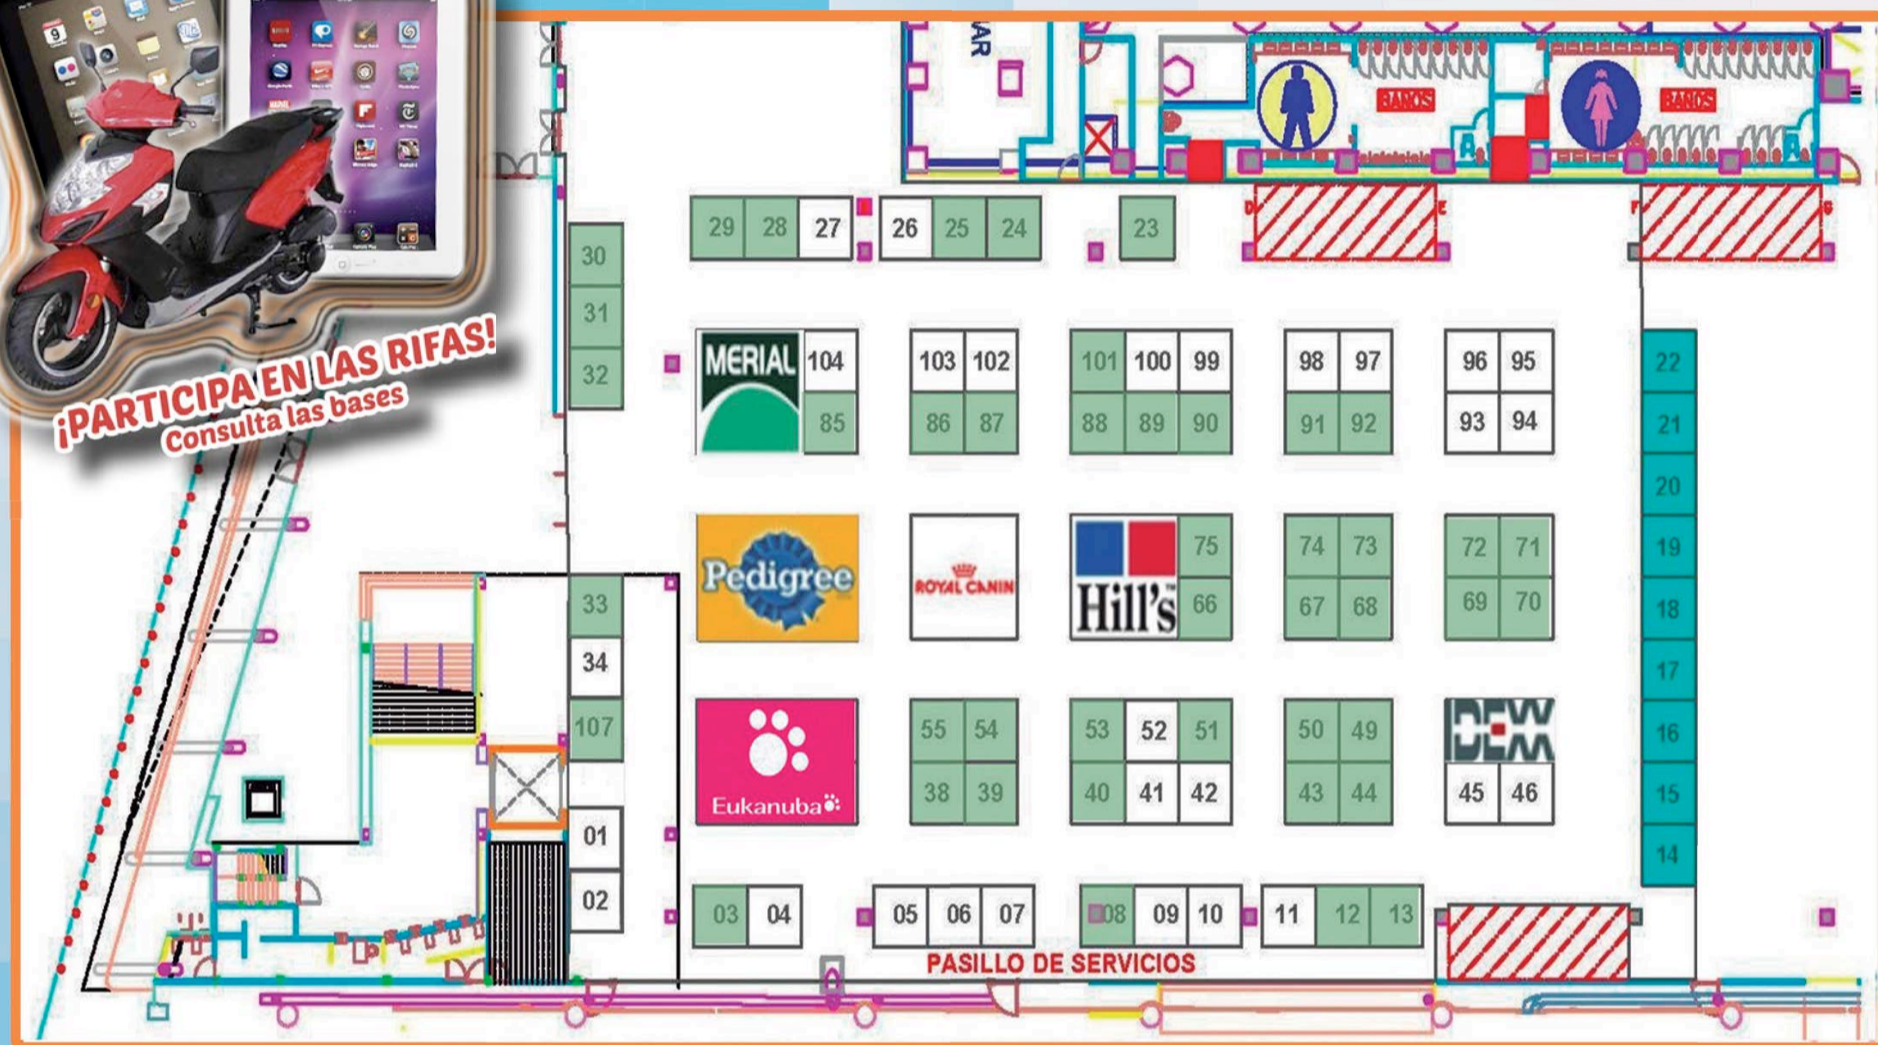 ¡PARTICIPA EN LAS RIFAS!
Consulta las bases
BAÑOS
BAÑOS
D
E
F
G
29 28 27 26 25 24 23
30
31
32
MERIAL 104 103 102 101 100 99 98 97 96 95 22
85 86 87 88 89 90 91 92 93 94 21
20
Pedigree ROYAL CANIN Hill's 75 74 73 72 71 19
66 67 68 69 70 18
33
34
107
17
Eukanuba 55 54 53 52 51 50 49 IDEXX 16
38 39 40 41 42 43 44 45 46 15
14
01
02
03 04 05 06 07 08 09 10 11 12 13
PASILLO DE SERVICIOS